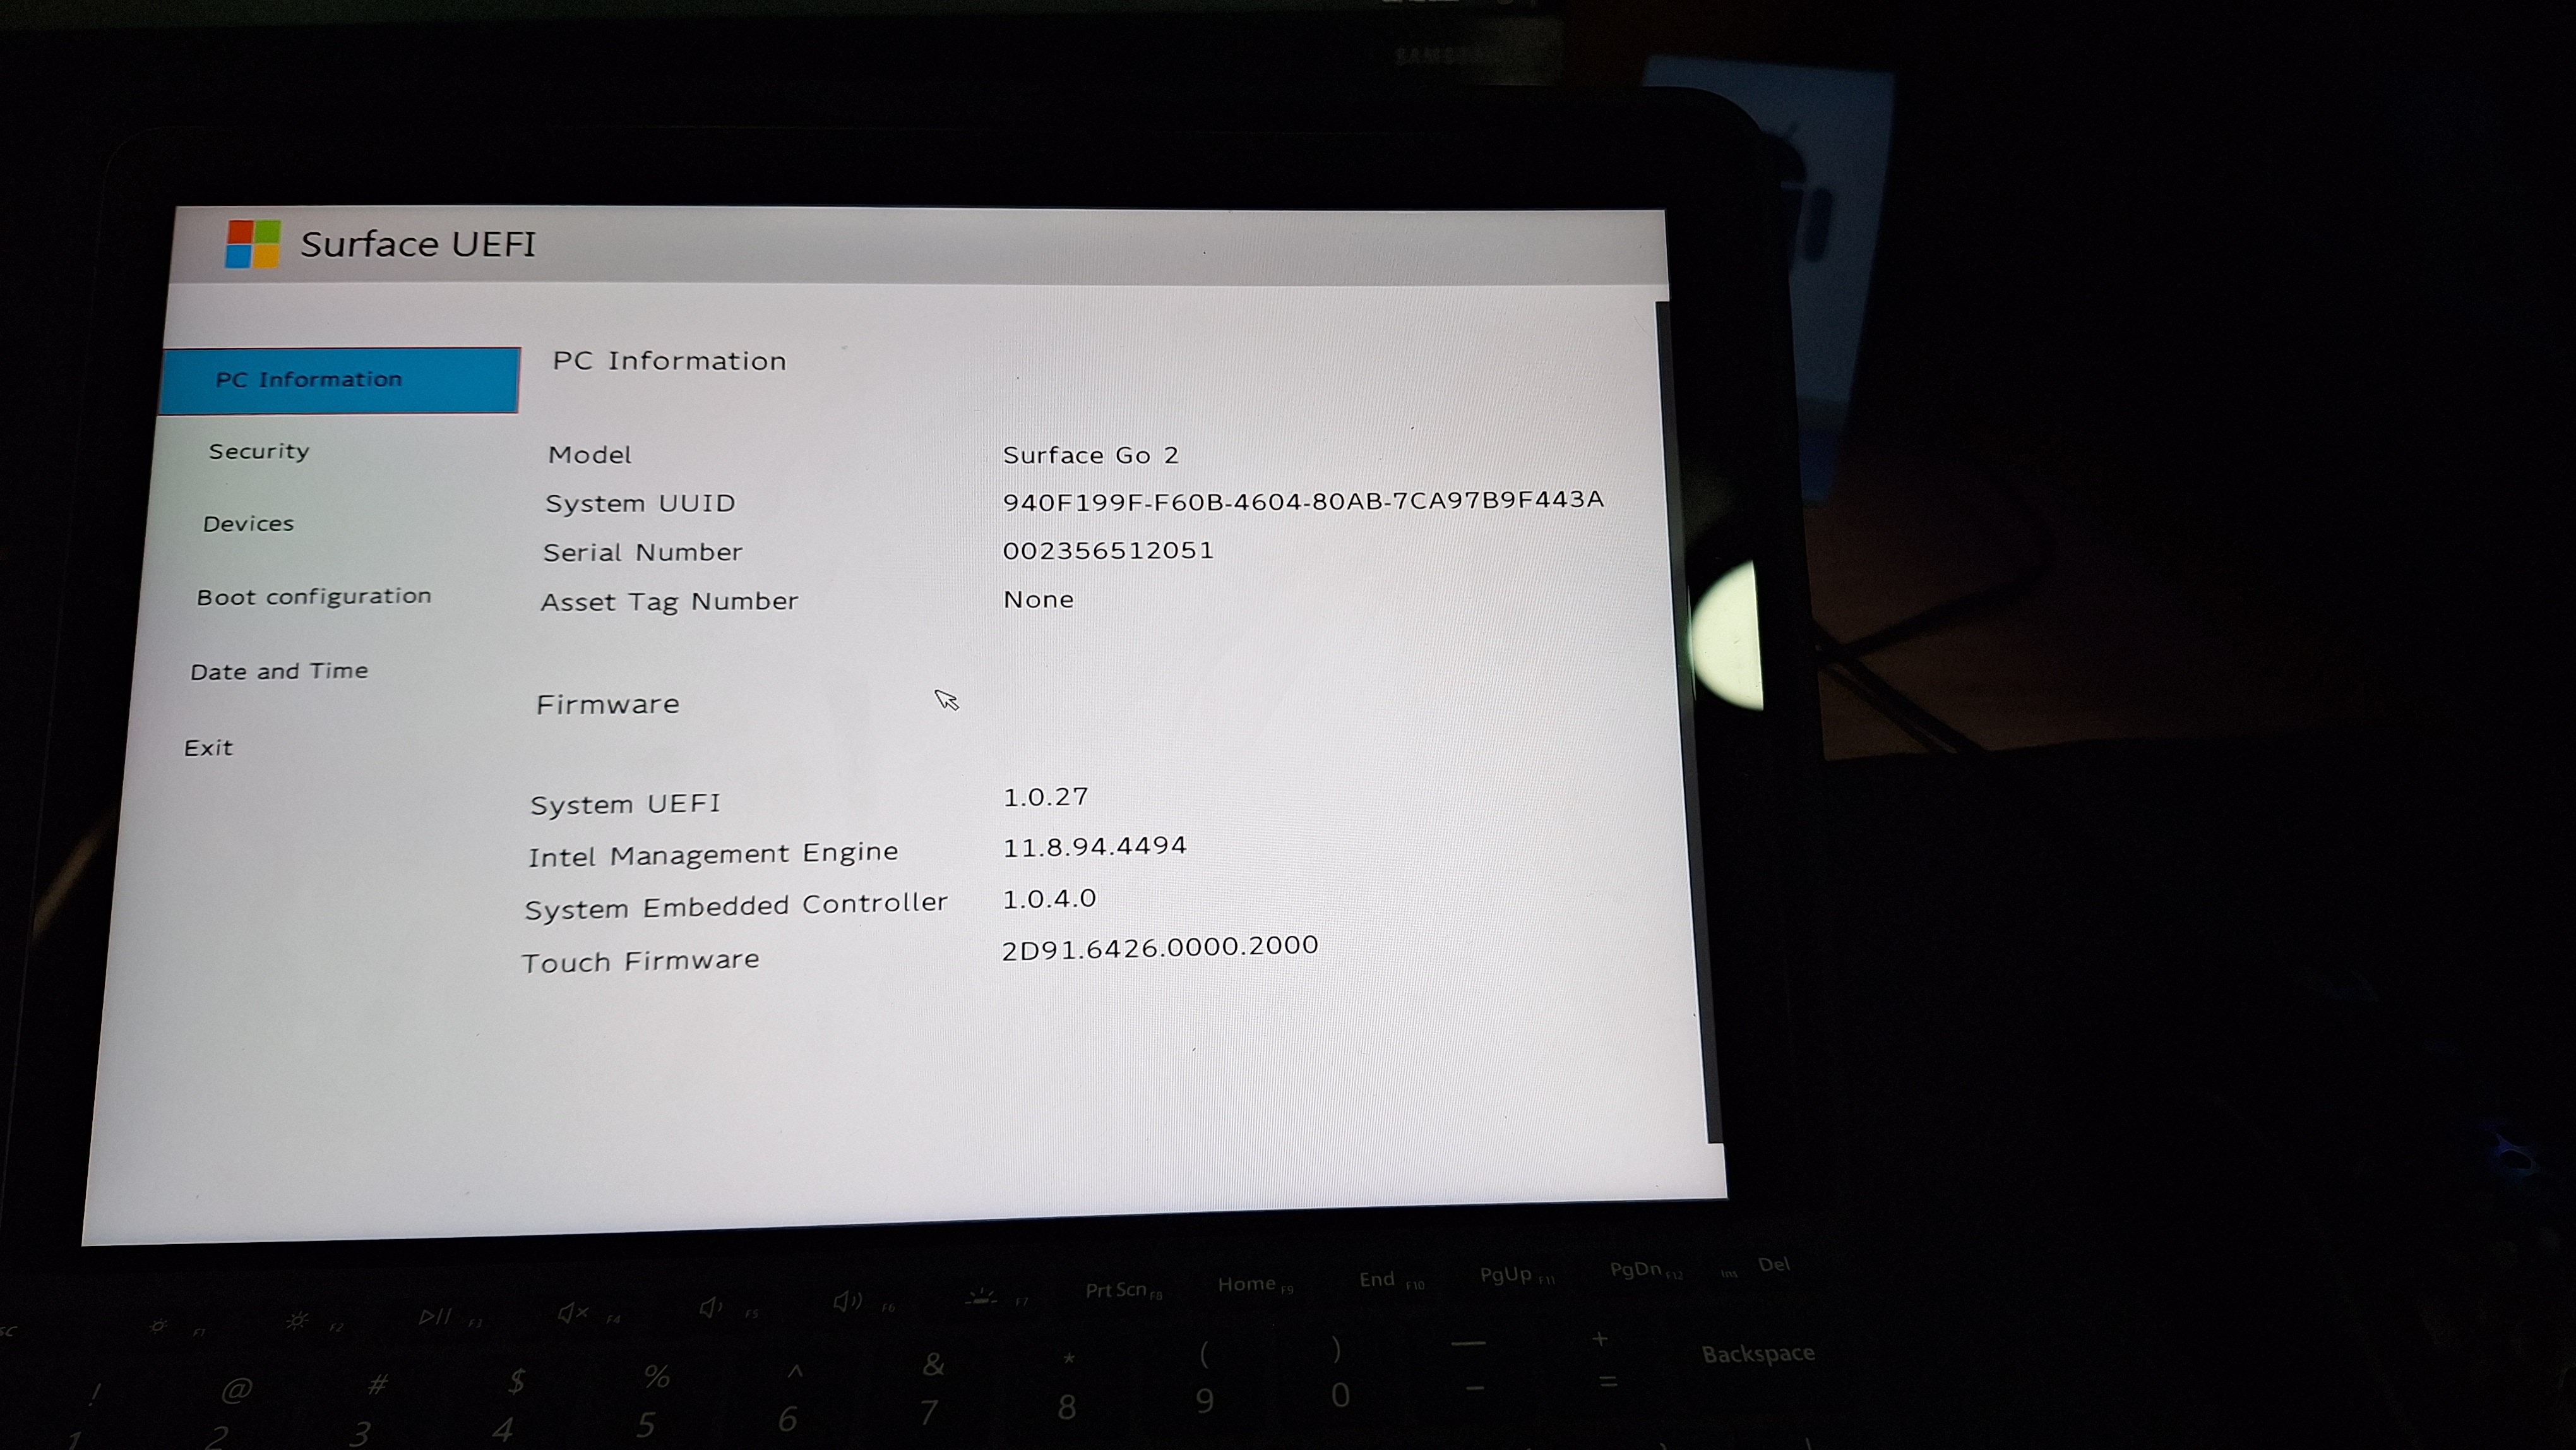 SAMSUNG
Surface UEFI
PC Information
Security
Devices
Boot configuration
Date and Time
Exit
PC Information
Model Surface Go 2
System UUID 940F199F-F60B-4604-80AB-7CA97B9F443A
Serial Number 002356512051
Asset Tag Number None
Firmware
System UEFI 1.0.27
Intel Management Engine 11.8.94.4494
System Embedded Controller 1.0.4.0
Touch Firmware 2D91.6426.0000.2000
F1 F2 F3 F4 F5 F6 F7 PrtScn F8 Home F9 End F10 PgUp F11 PgDn F12 Ins Del
! @ # $ % ^ & * ( ) — + Backspace
1 2 3 4 5 6 7 8 9 0 - =